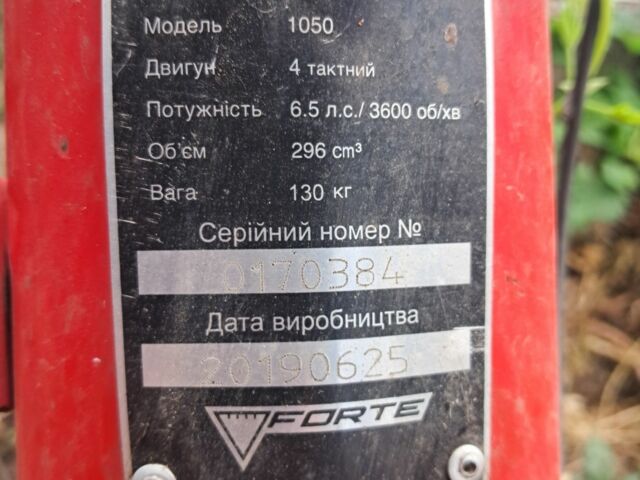 Модель 1050
Двигун 4 тактний
Потужність 6.5 л.с./ 3600 об/хв
Об'єм 296 cm³
Вага 130 кг
Серійний номер №
0170384
Дата виробництва
20190625
FORTE